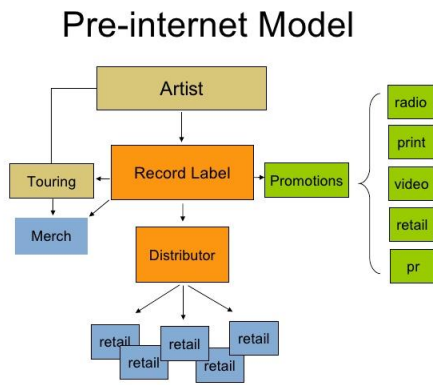 Pre-internet Model
Artist
radio
print
Touring
Record Label
Promotions
video
Merch
retail
Distributor
pr
retail
retail
retail
retail
retail